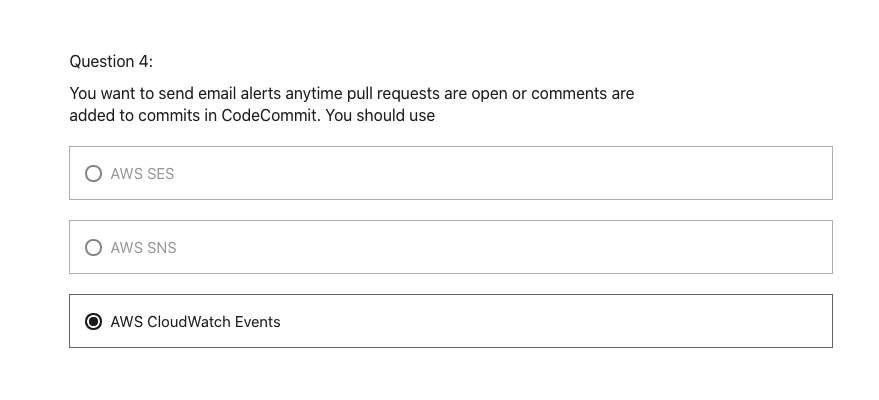 Question 4:
You want to send email alerts anytime pull requests are open or comments are
added to commits in CodeCommit. You should use
AWS SES
AWS SNS
AWS CloudWatch Events